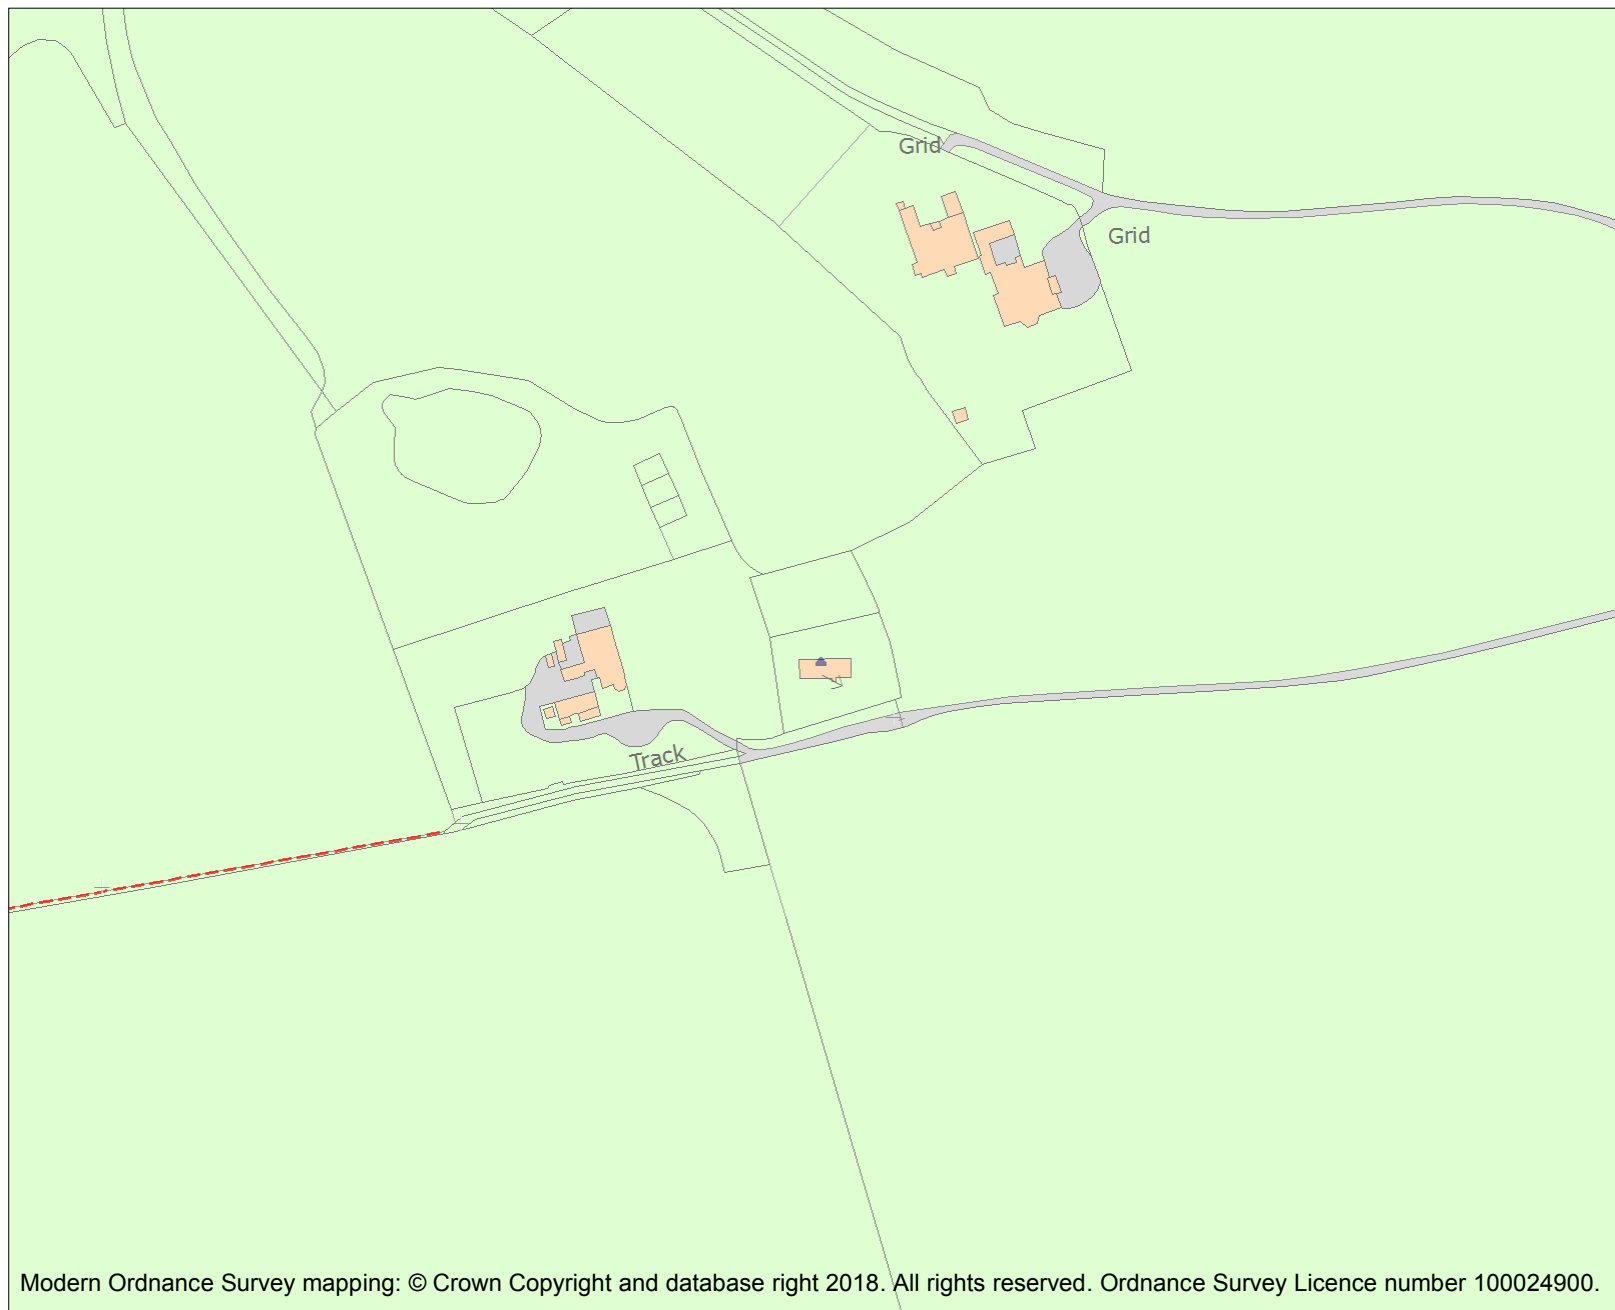 Grid
Grid
Track
Modern Ordnance Survey mapping: © Crown Copyright and database right 2018. All rights reserved. Ordnance Survey Licence number 100024900.